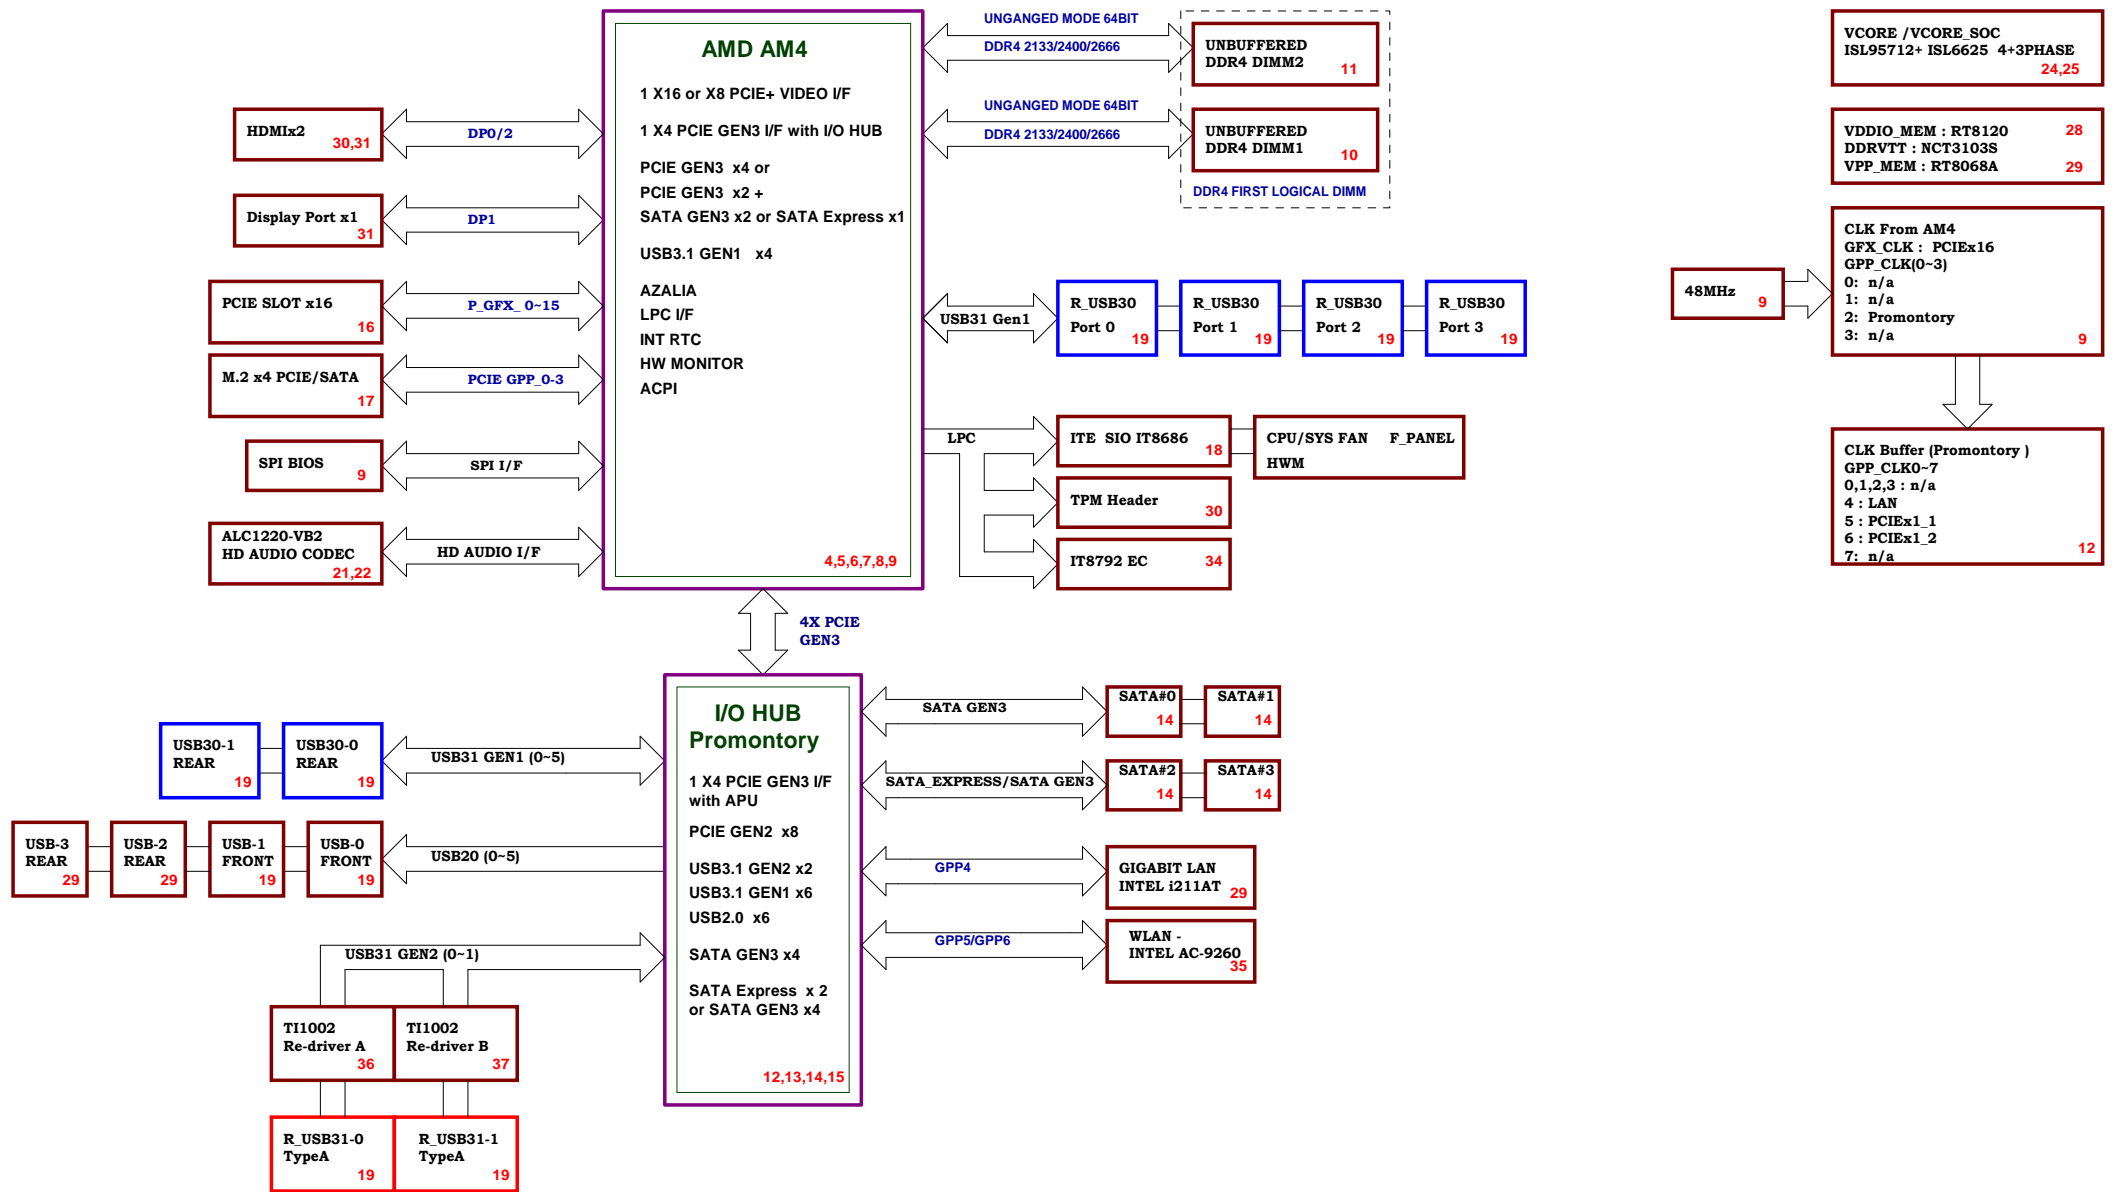 AMD AM4
1 X16 or X8 PCIE+ VIDEO I/F
1 X4 PCIE GEN3 I/F with I/O HUB
PCIE GEN3 x4 or
PCIE GEN3 x2 +
SATA GEN3 x2 or SATA Express x1
USB3.1 GEN1 x4
AZALIA
LPC I/F
INT RTC
HW MONITOR
ACPI
4,5,6,7,8,9
HDMIx2
30,31
DP0/2
Display Port x1
31
DP1
PCIE SLOT x16
16
P_GFX_ 0~15
M.2 x4 PCIE/SATA
17
PCIE GPP_0-3
SPI BIOS
9
SPI I/F
ALC1220-VB2
HD AUDIO CODEC
21,22
HD AUDIO I/F
UNGANGED MODE 64BIT
DDR4 2133/2400/2666
UNBUFFERED
DDR4 DIMM2
11
UNGANGED MODE 64BIT
DDR4 2133/2400/2666
UNBUFFERED
DDR4 DIMM1
10
DDR4 FIRST LOGICAL DIMM
USB31 Gen1
R_USB30
Port 0
19
R_USB30
Port 1
19
R_USB30
Port 2
19
R_USB30
Port 3
19
LPC
ITE SIO IT8686
18
CPU/SYS FAN F_PANEL
HWM
TPM Header
30
IT8792 EC
34
VCORE /VCORE_SOC
ISL95712+ ISL6625 4+3PHASE
24,25
VDDIO_MEM : RT8120 28
DDRVTT : NCT3103S
VPP_MEM : RT8068A 29
48MHz
9
CLK From AM4
GFX_CLK : PCIEx16
GPP_CLK(0~3)
0: n/a
1: n/a
2: Promontory
3: n/a
9
CLK Buffer (Promontory )
GPP_CLK0~7
0,1,2,3 : n/a
4 : LAN
5 : PCIEx1_1
6 : PCIEx1_2
7: n/a
12
4X PCIE
GEN3
I/O HUB
Promontory
1 X4 PCIE GEN3 I/F
with APU
PCIE GEN2 x8
USB3.1 GEN2 x2
USB3.1 GEN1 x6
USB2.0 x6
SATA GEN3 x4
SATA Express x 2
or SATA GEN3 x4
12,13,14,15
USB30-1
REAR
19
USB30-0
REAR
19
USB31 GEN1 (0~5)
USB-3
REAR
29
USB-2
REAR
29
USB-1
FRONT
19
USB-0
FRONT
19
USB20 (0~5)
USB31 GEN2 (0~1)
TI1002
Re-driver A
36
TI1002
Re-driver B
37
R_USB31-0
TypeA
19
R_USB31-1
TypeA
19
SATA GEN3
SATA#0
14
SATA#1
14
SATA_EXPRESS/SATA GEN3
SATA#2
14
SATA#3
14
GPP4
GIGABIT LAN
INTEL i211AT
29
GPP5/GPP6
WLAN -
INTEL AC-9260
35